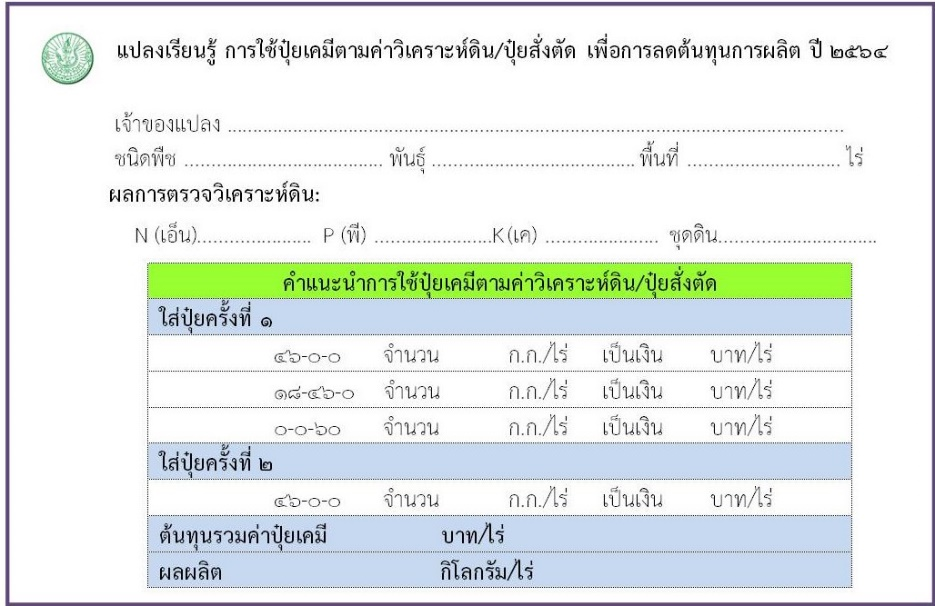 แปลงเรียนรู้ การใช้ปุ๋ยเคมีตามค่าวิเคราะห์ดิน/ปุ๋ยสั่งตัด เพื่อการลดต้นทุนการผลิต ปี ๒๕๖๔
เจ้าของแปลง ........................................................................................................................
ชนิดพืช ....................................... พันธุ์ ........................................ พื้นที่ .............................. ไร่
ผลการตรวจวิเคราะห์ดิน:
N (เอ็น)...................... P (พี) .......................K(เค) ...................... ชุดดิน...............................
คำแนะนำการใช้ปุ๋ยเคมีตามค่าวิเคราะห์ดิน/ปุ๋ยสั่งตัด
ใส่ปุ๋ยครั้งที่ ๑
๔๖-๐-๐ จำนวน ก.ก./ไร่ เป็นเงิน บาท/ไร่
๑๘-๔๖-๐ จำนวน ก.ก./ไร่ เป็นเงิน บาท/ไร่
๐-๐-๖๐ จำนวน ก.ก./ไร่ เป็นเงิน บาท/ไร่
ใส่ปุ๋ยครั้งที่ ๒
๔๖-๐-๐ จำนวน ก.ก./ไร่ เป็นเงิน บาท/ไร่
ต้นทุนรวมค่าปุ๋ยเคมี บาท/ไร่
ผลผลิต กิโลกรัม/ไร่